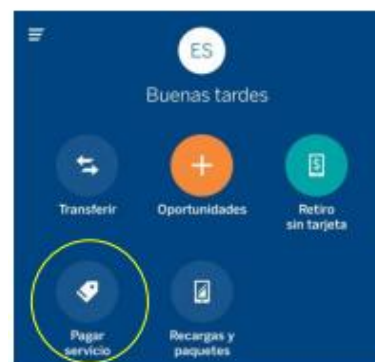 ES
Buenas tardes
Transferir
Oportunidades
Retiro
sin tarjeta
Pagar
servicio
Recargas y
paquetes